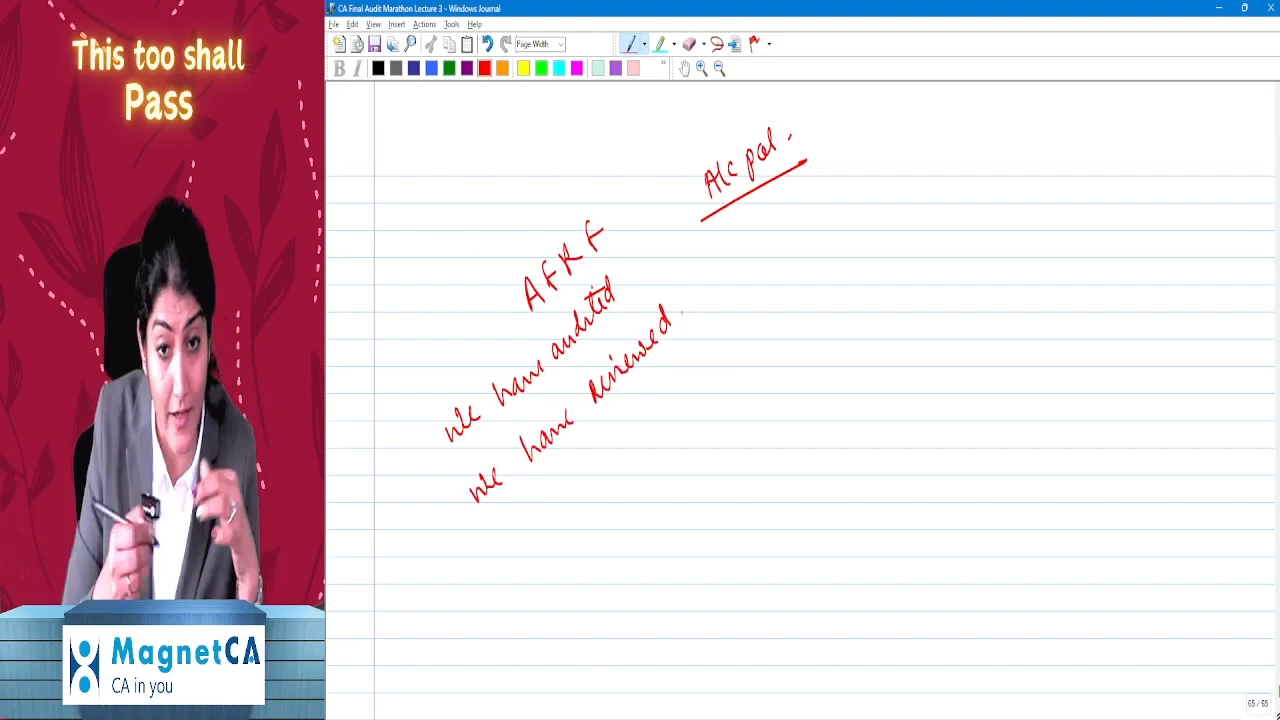 This too shall
Pass
CA Final Audit Marathon Lecture 3 - Windows Journal
File Edit View Insert Actions Tools Help
Page Width
B I
A/c pol.
AFRF
We have audited
We have reviewed.
MagnetCA
CA in you
65 / 65